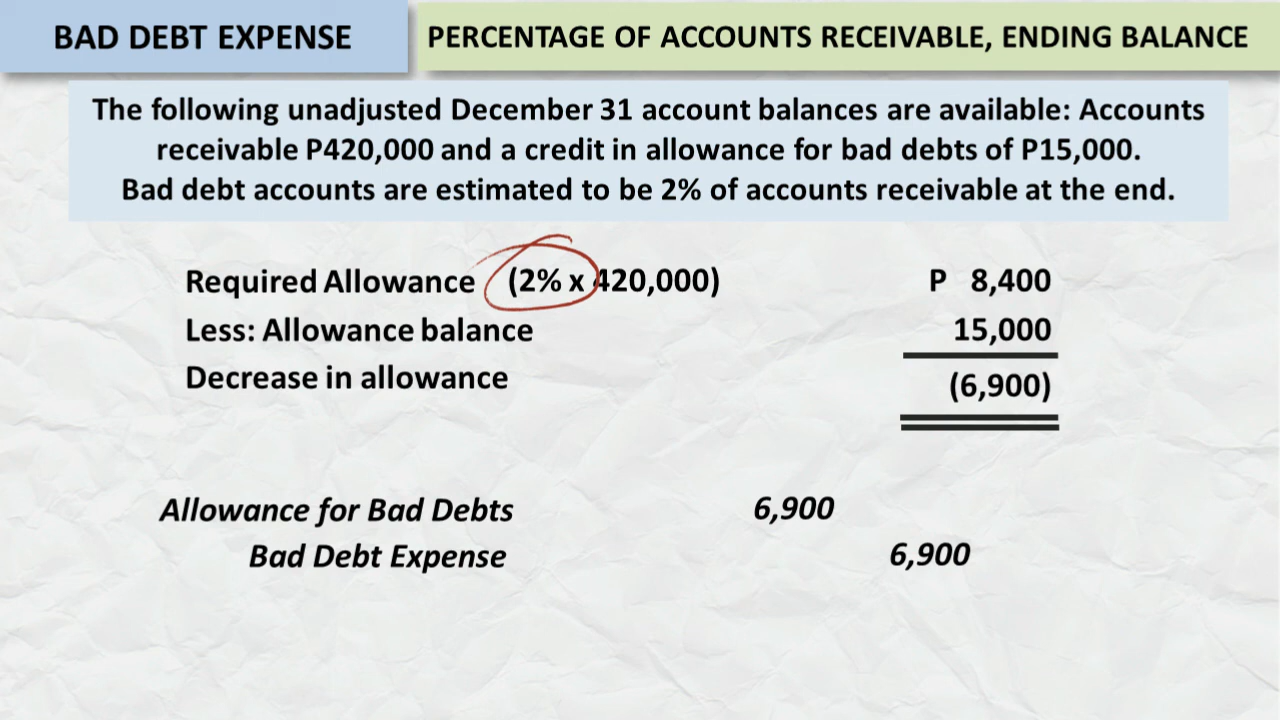 BAD DEBT EXPENSE
PERCENTAGE OF ACCOUNTS RECEIVABLE, ENDING BALANCE
The following unadjusted December 31 account balances are available: Accounts
receivable P420,000 and a credit in allowance for bad debts of P15,000.
Bad debt accounts are estimated to be 2% of accounts receivable at the end.
Required Allowance (2% x 420,000) P 8,400
Less: Allowance balance 15,000
Decrease in allowance (6,900)
Allowance for Bad Debts 6,900
Bad Debt Expense 6,900